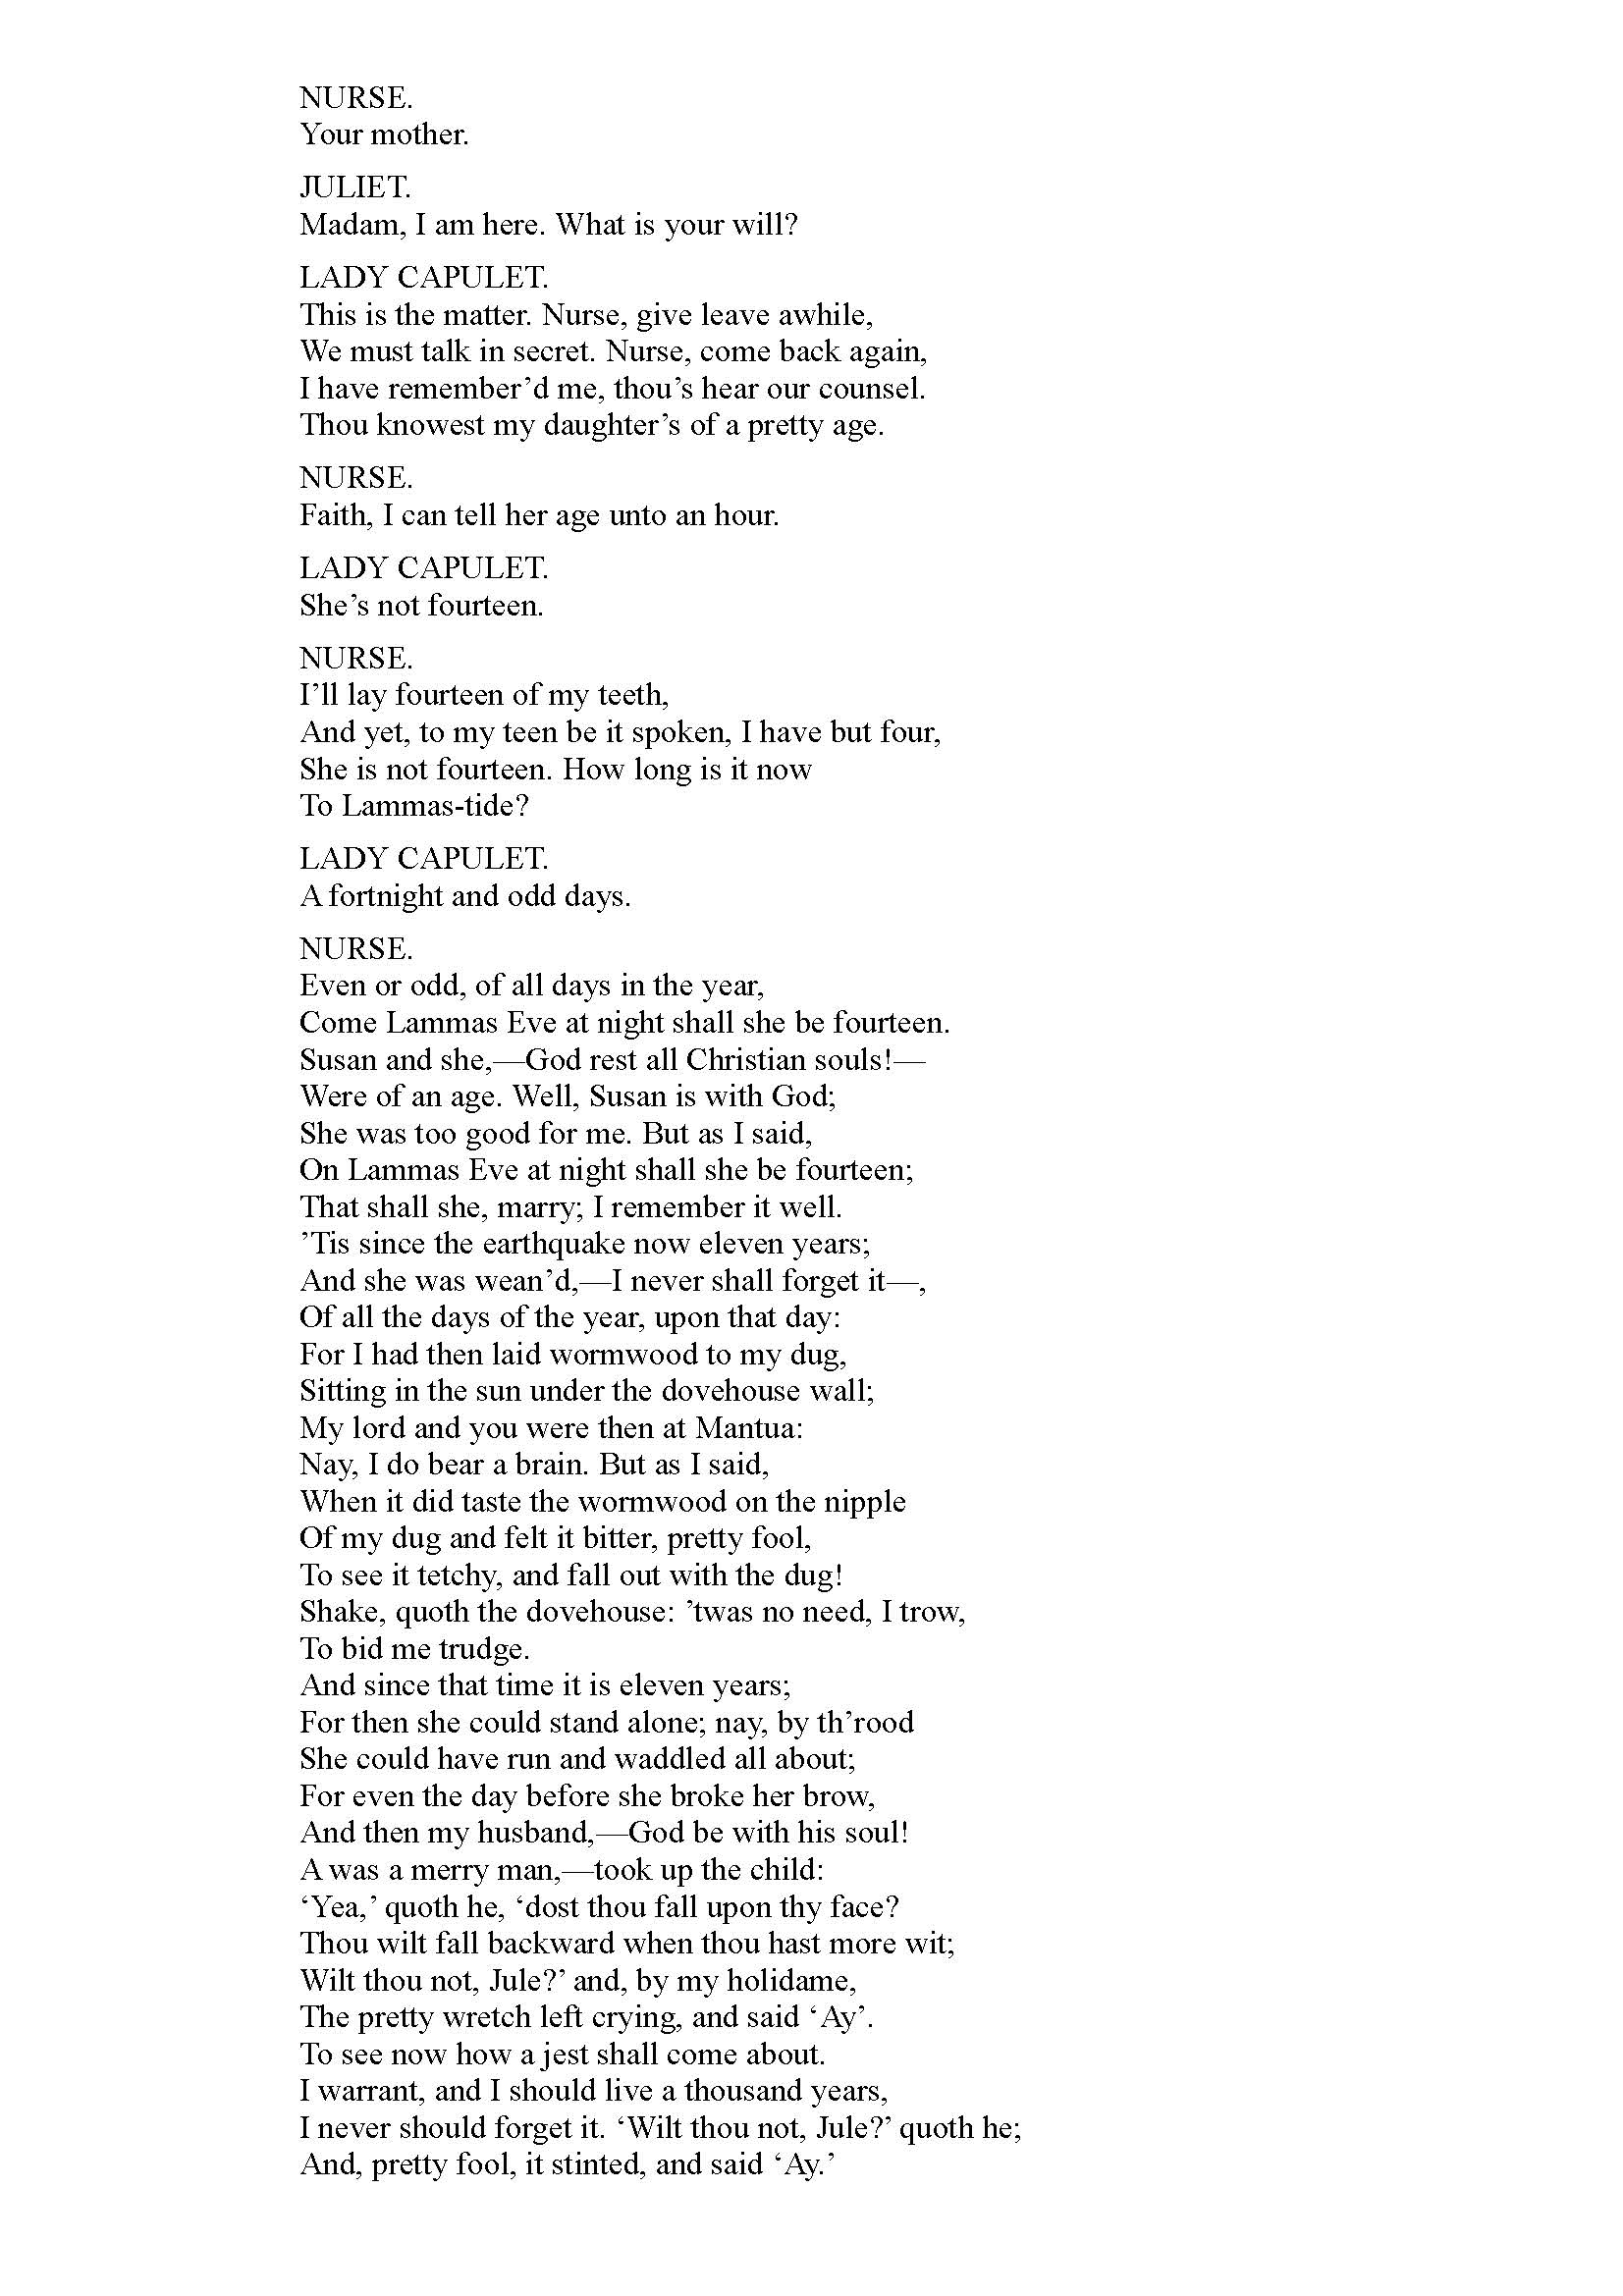 NURSE.
Your mother.
JULIET.
Madam, I am here. What is your will?
LADY CAPULET.
This is the matter. Nurse, give leave awhile,
We must talk in secret. Nurse, come back again,
I have remember’d me, thou’s hear our counsel.
Thou knowest my daughter’s of a pretty age.
NURSE.
Faith, I can tell her age unto an hour.
LADY CAPULET.
She’s not fourteen.
NURSE.
I’ll lay fourteen of my teeth,
And yet, to my teen be it spoken, I have but four,
She is not fourteen. How long is it now
To Lammas-tide?
LADY CAPULET.
A fortnight and odd days.
NURSE.
Even or odd, of all days in the year,
Come Lammas Eve at night shall she be fourteen.
Susan and she,—God rest all Christian souls!—
Were of an age. Well, Susan is with God;
She was too good for me. But as I said,
On Lammas Eve at night shall she be fourteen;
That shall she, marry; I remember it well.
’Tis since the earthquake now eleven years;
And she was wean’d,—I never shall forget it—,
Of all the days of the year, upon that day:
For I had then laid wormwood to my dug,
Sitting in the sun under the dovehouse wall;
My lord and you were then at Mantua:
Nay, I do bear a brain. But as I said,
When it did taste the wormwood on the nipple
Of my dug and felt it bitter, pretty fool,
To see it tetchy, and fall out with the dug!
Shake, quoth the dovehouse: ’twas no need, I trow,
To bid me trudge.
And since that time it is eleven years;
For then she could stand alone; nay, by th’rood
She could have run and waddled all about;
For even the day before she broke her brow,
And then my husband,—God be with his soul!
A was a merry man,—took up the child:
‘Yea,’ quoth he, ‘dost thou fall upon thy face?
Thou wilt fall backward when thou hast more wit;
Wilt thou not, Jule?’ and, by my holidame,
The pretty wretch left crying, and said ‘Ay’.
To see now how a jest shall come about.
I warrant, and I should live a thousand years,
I never should forget it. ‘Wilt thou not, Jule?’ quoth he;
And, pretty fool, it stinted, and said ‘Ay.’